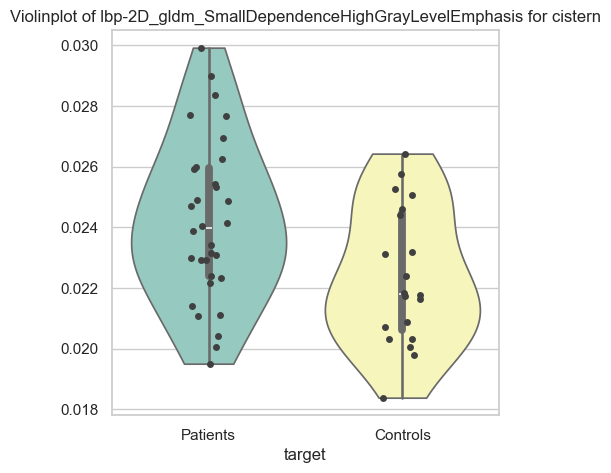 Violinplot of lbp-2D_gldm_SmallDependenceHighGrayLevelEmphasis for cistern
0.030
0.028
0.026
0.024
0.022
0.020
0.018
Patients Controls
target